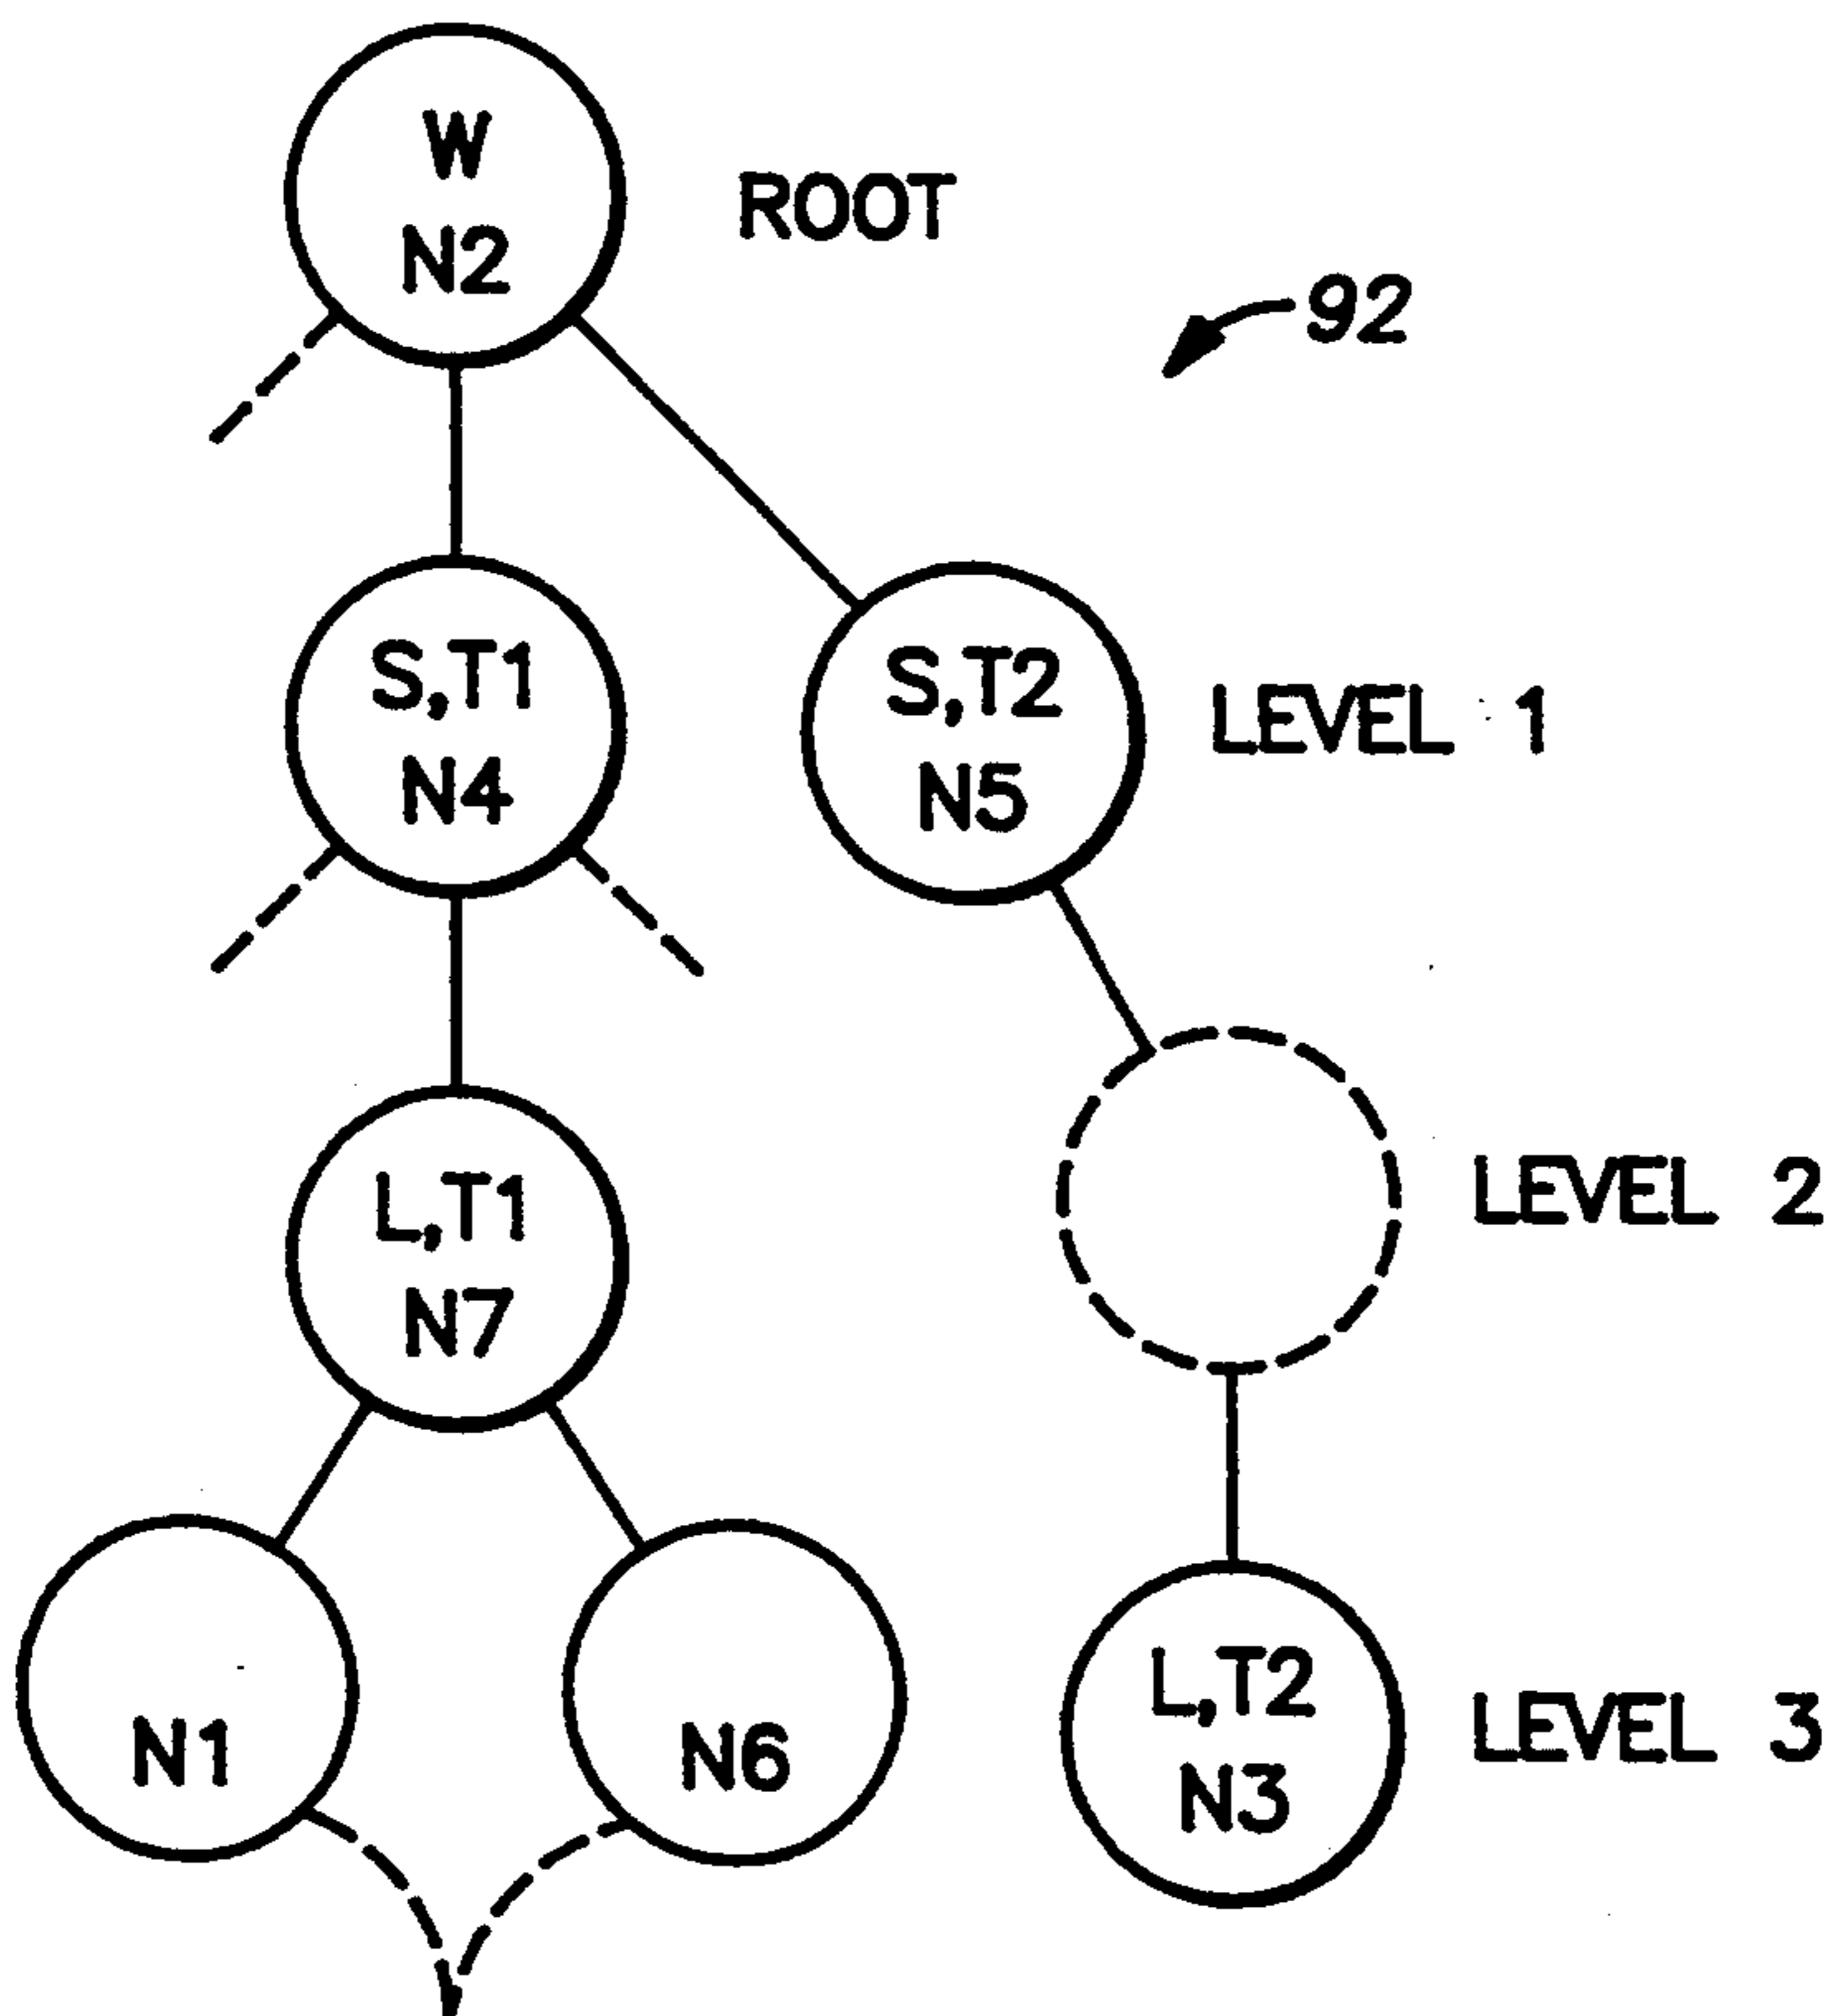 W
N2
ROOT
92
S,T1
N4
S,T2
N5
LEVEL 1
LEVEL 2
L,T1
N7
N1
N6
L,T2
N3
LEVEL 3